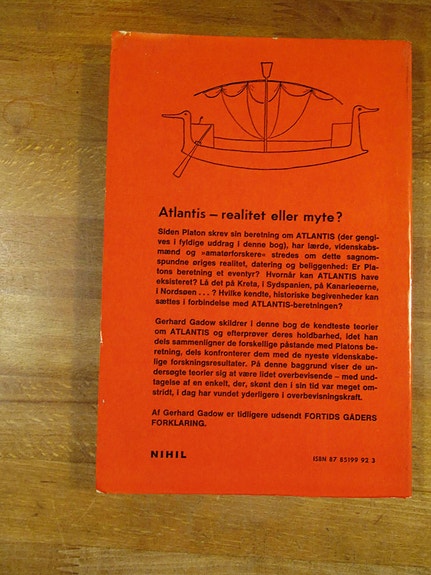 Atlantis – realitet eller myte?
Siden Platon skrev sin beretning om ATLANTIS (der gengi-
ves i fyldige uddrag i denne bog), har lærde, videnskabs-
mænd og »amatørforskere« stredes om dette sagnom-
spundne øriges realitet, datering og beliggenhed: Er Pla-
tons beretning et eventyr? Hvornår kan ATLANTIS have
eksisteret? Lå det på Kreta, i Sydspanien, på Kanarieøerne,
i Nordsøen . . . ? Hvilke kendte, historiske begivenheder kan
sættes i forbindelse med ATLANTIS-beretningen?
Gerhard Gadow skildrer i denne bog de kendteste teorier
om ATLANTIS og efterprøver deres holdbarhed, idet han
dels sammenligner de forskellige påstande med Platons be-
retning, dels konfronterer dem med de nyeste videnskabe-
lige forskningsresultater. På denne baggrund viser de un-
dersøgte teorier sig at være lidet overbevisende – med und-
tagelse af en enkelt, der, skønt den i sin tid var meget om-
stridt, i dag har vundet yderligere i overbevisningskraft.
Af Gerhard Gadow er tidligere udsendt FORTIDS GÅDERS
FORKLARING.
NIHIL
ISBN 87 85199 92 3